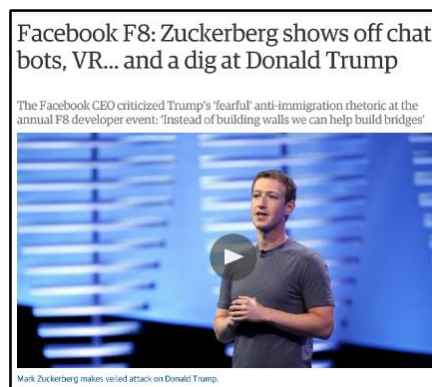 Facebook F8: Zuckerberg shows off chat
bots, VR... and a dig at Donald Trump
The Facebook CEO criticized Trump's 'fearful' anti-immigration rhetoric at the
annual F8 developer event: 'Instead of building walls we can help build bridges'
Mark Zuckerberg makes veiled attack on Donald Trump.